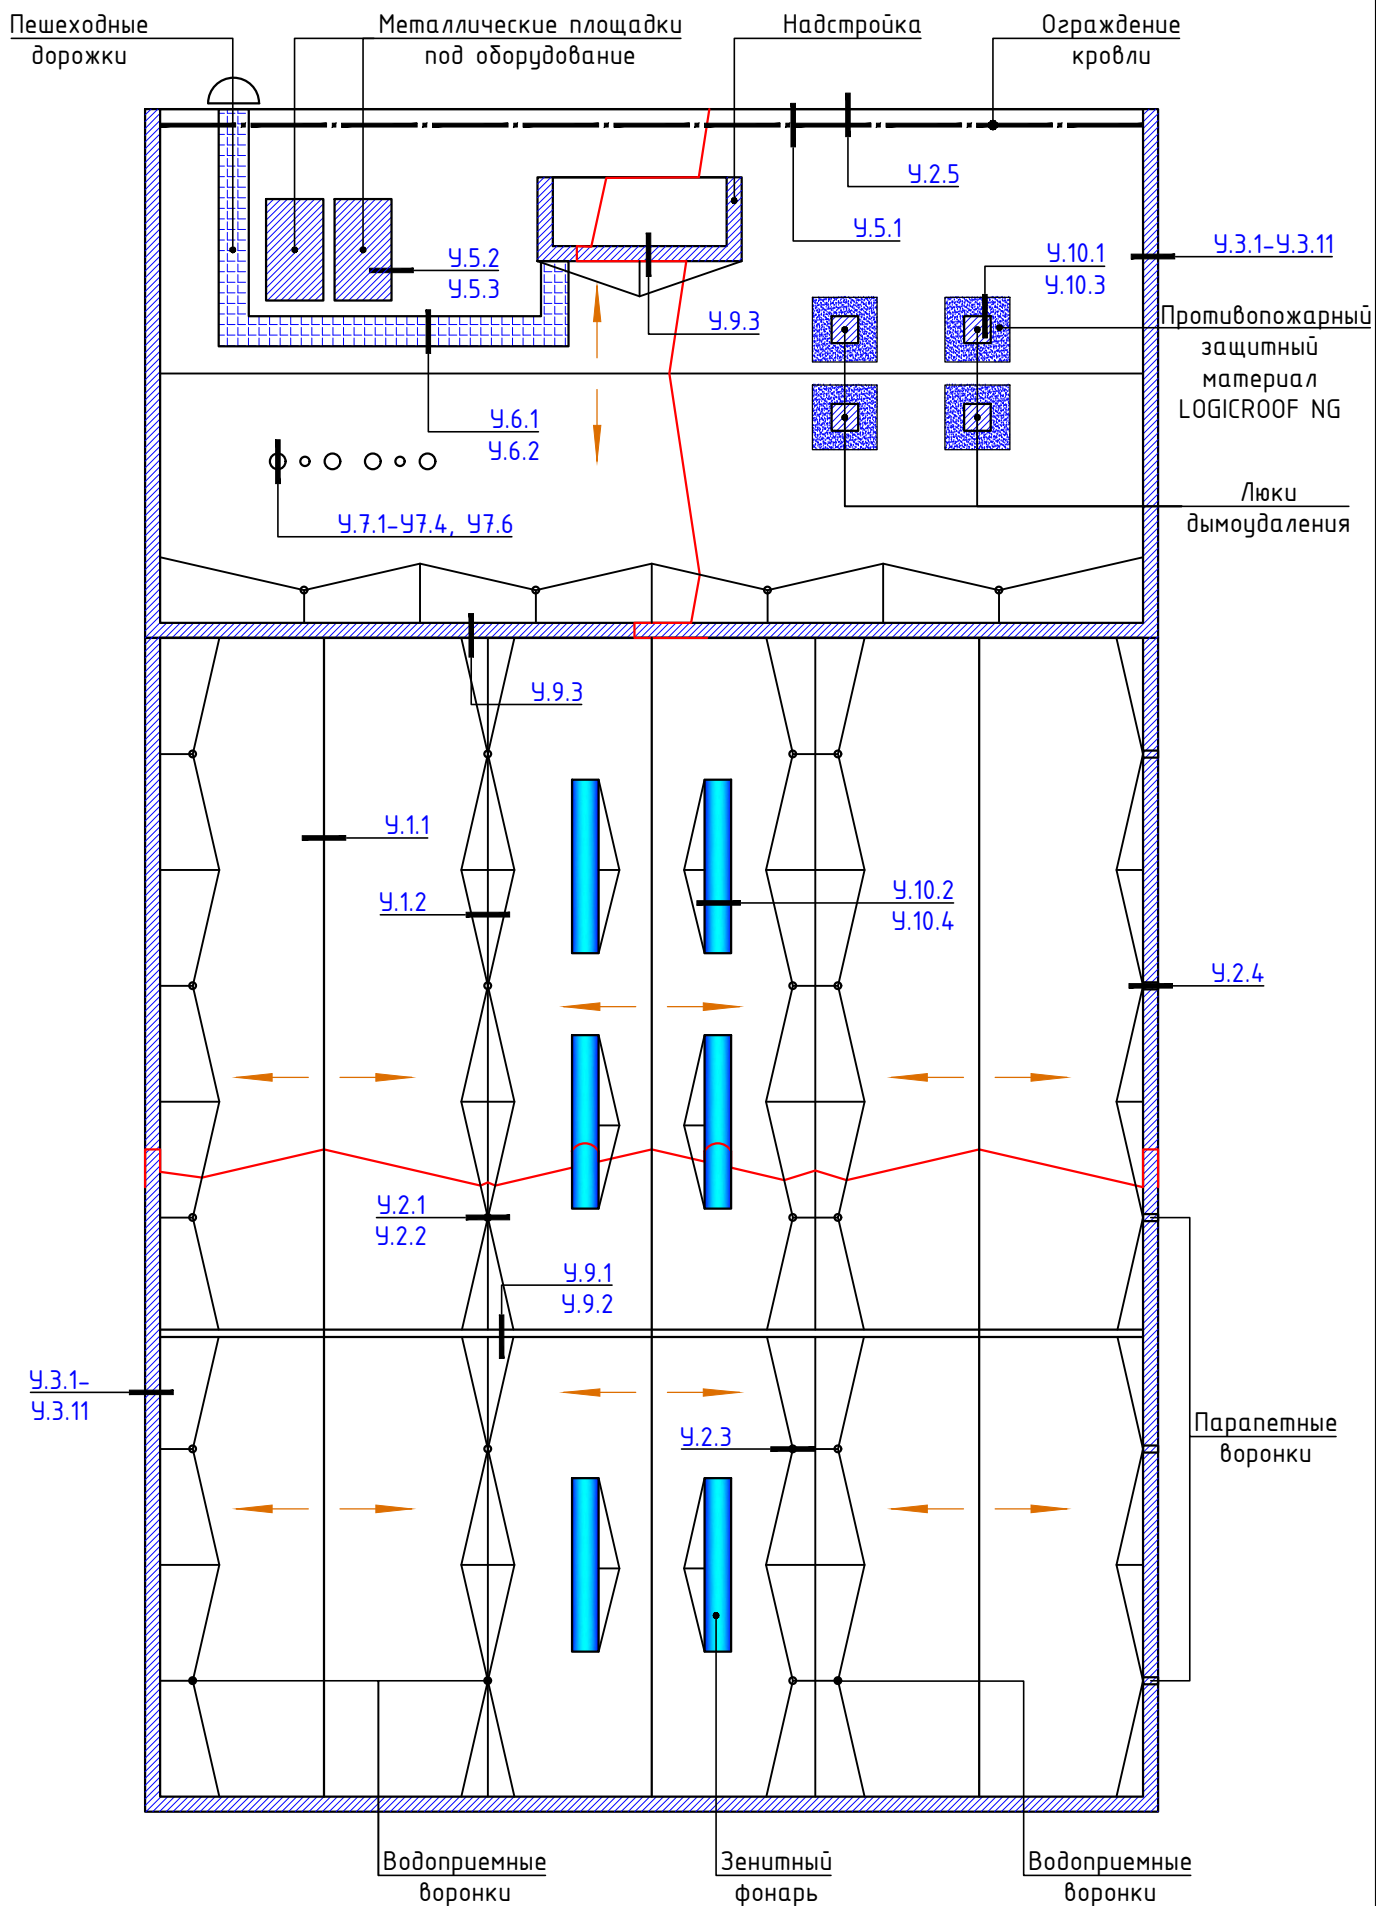 Пешеходные
дорожки
Металлические площадки
под оборудование
Надстройка
Ограждение
кровли
У.2.5
У.5.1
У.5.2
У.5.3
У.10.1
У.10.3
У.3.1-У.3.11
У.9.3
Противопожарный
защитный
материал
LOGICROOF NG
У.6.1
У.6.2
У.7.1-У7.4, У7.6
Люки
дымоудаления
У.9.3
У.1.1
У.1.2
У.10.2
У.10.4
У.2.4
У.2.1
У.2.2
У.9.1
У.9.2
У.3.1-
У.3.11
У.2.3
Парапетные
воронки
Водоприемные
воронки
Зенитный
фонарь
Водоприемные
воронки